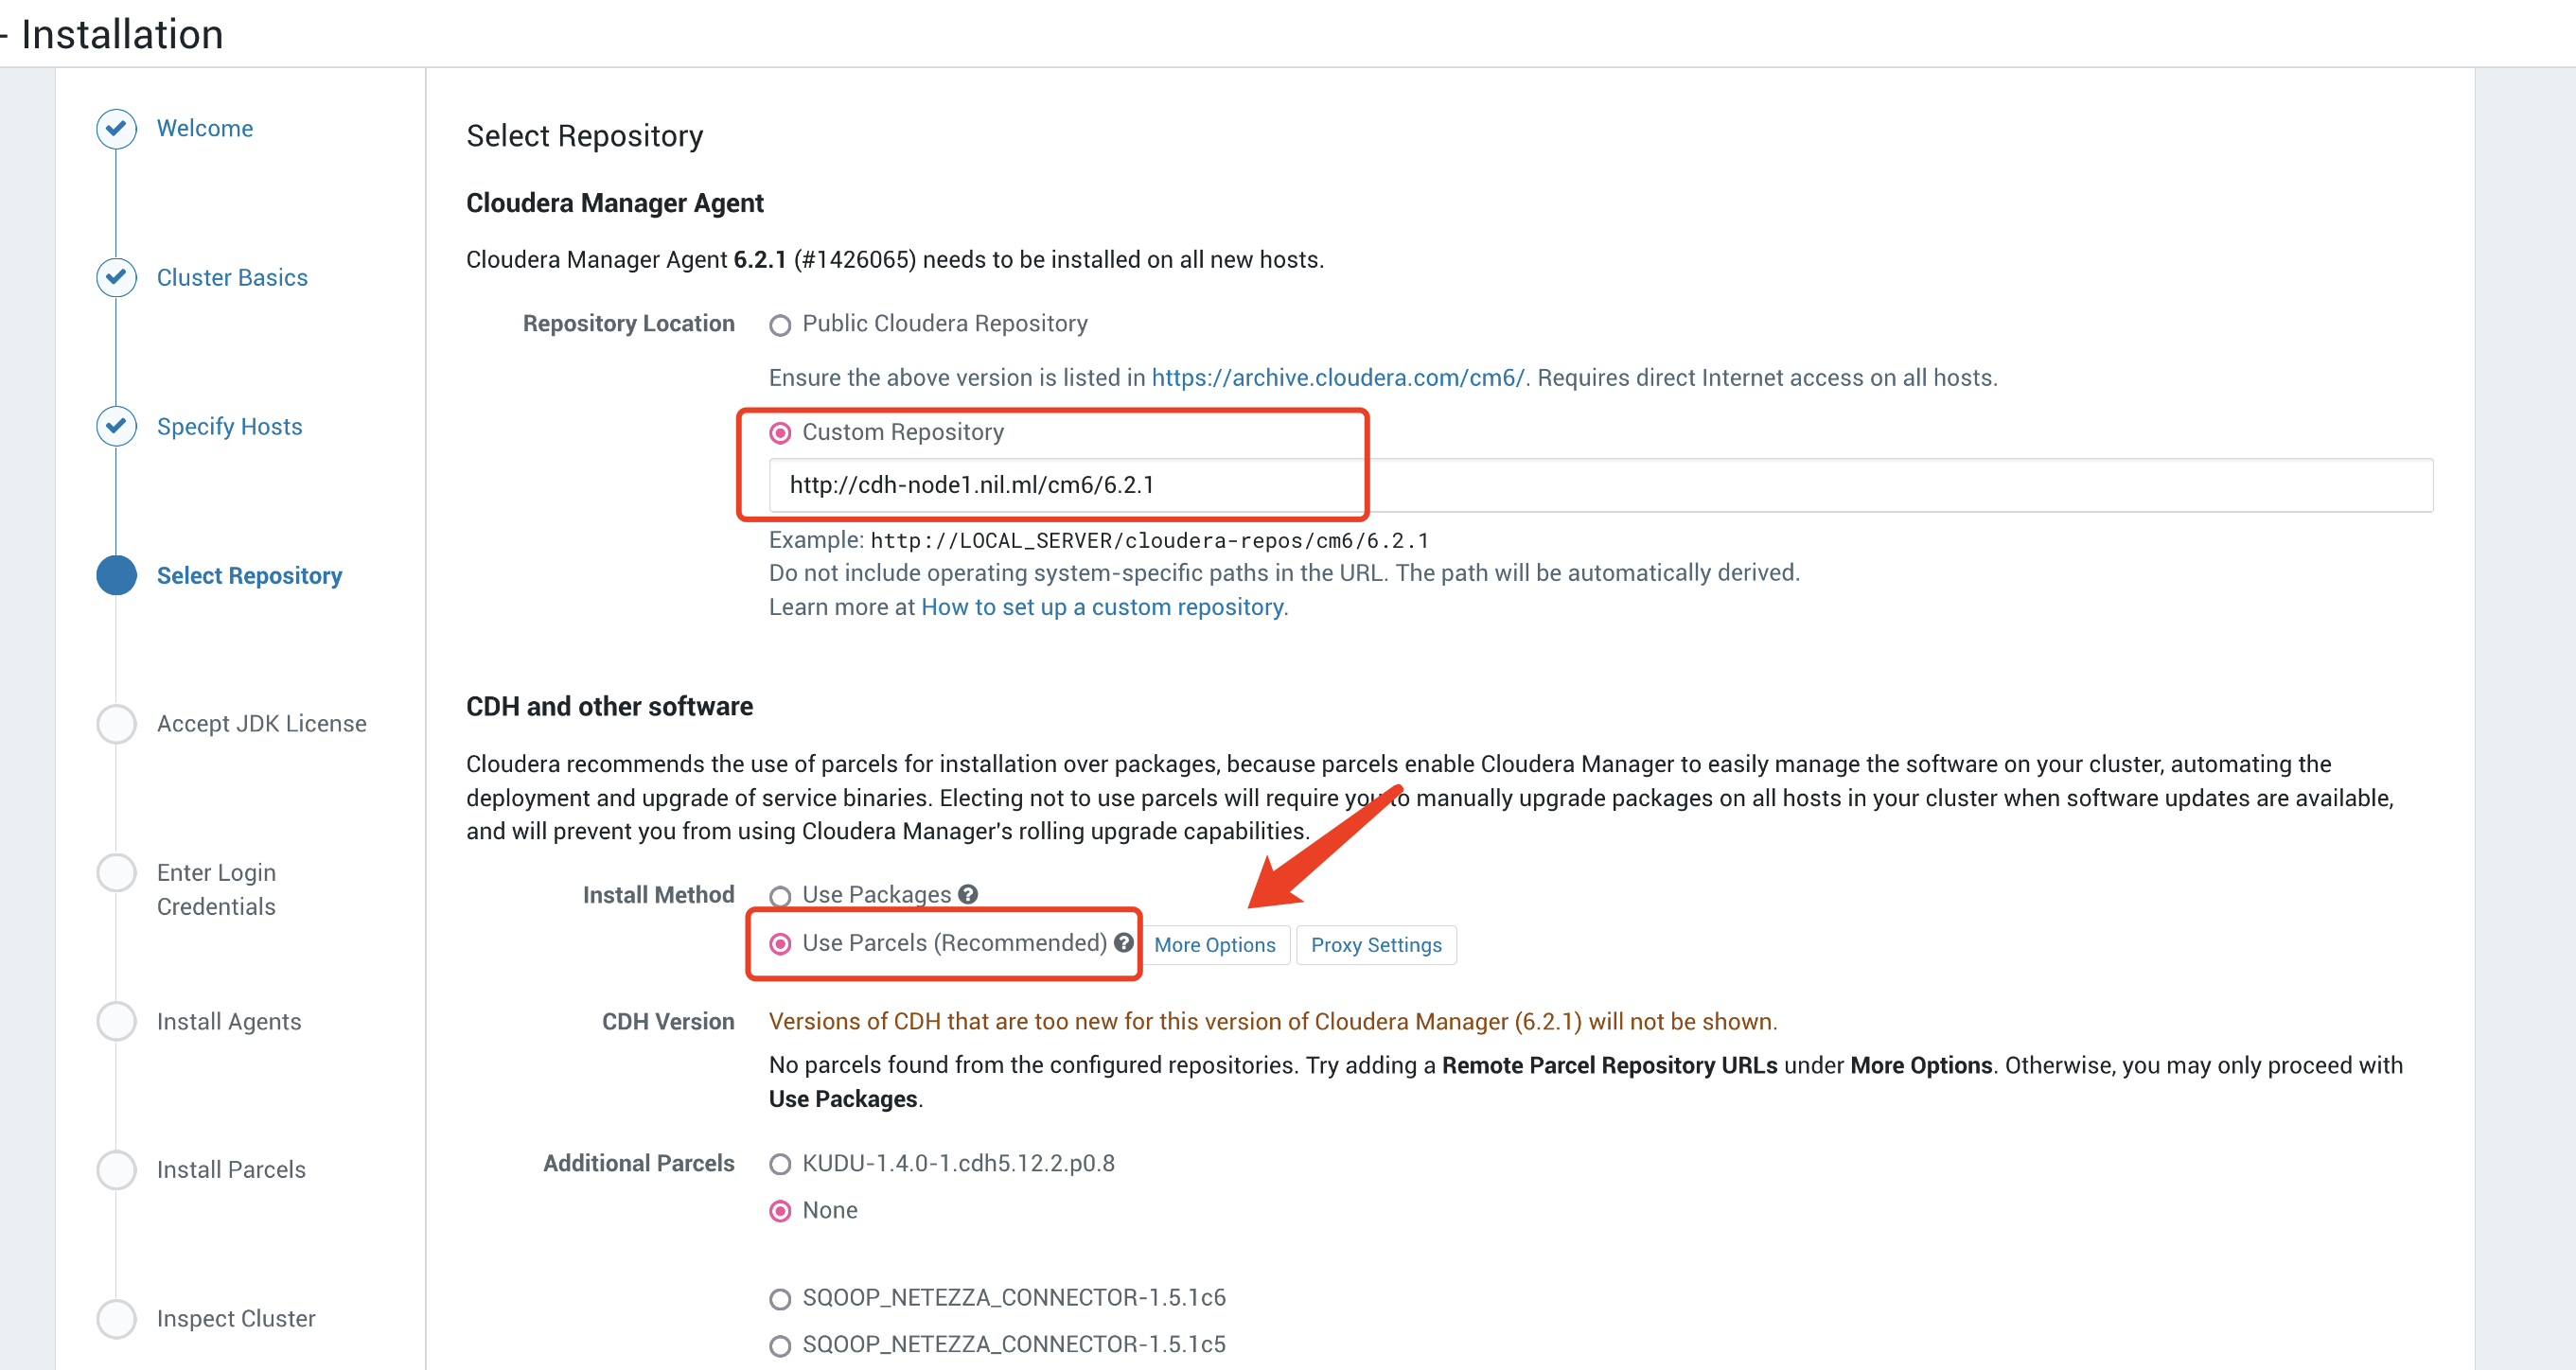 - Installation
Welcome
Cluster Basics
Specify Hosts
Select Repository
Accept JDK License
Enter Login
Credentials
Install Agents
Install Parcels
Inspect Cluster
Select Repository
Cloudera Manager Agent
Cloudera Manager Agent 6.2.1 (#1426065) needs to be installed on all new hosts.
Repository Location Public Cloudera Repository
Ensure the above version is listed in https://archive.cloudera.com/cm6/. Requires direct Internet access on all hosts.
Custom Repository
http://cdh-node1.nil.ml/cm6/6.2.1
Example: http://LOCAL_SERVER/cloudera-repos/cm6/6.2.1
Do not include operating system-specific paths in the URL. The path will be automatically derived.
Learn more at How to set up a custom repository.
CDH and other software
Cloudera recommends the use of parcels for installation over packages, because parcels enable Cloudera Manager to easily manage the software on your cluster, automating the
deployment and upgrade of service binaries. Electing not to use parcels will require you to manually upgrade packages on all hosts in your cluster when software updates are available,
and will prevent you from using Cloudera Manager's rolling upgrade capabilities.
Install Method Use Packages ?
Use Parcels (Recommended) ? More Options Proxy Settings
CDH Version Versions of CDH that are too new for this version of Cloudera Manager (6.2.1) will not be shown.
No parcels found from the configured repositories. Try adding a Remote Parcel Repository URLs under More Options. Otherwise, you may only proceed with
Use Packages.
Additional Parcels KUDU-1.4.0-1.cdh5.12.2.p0.8
None
SQOOP_NETEZZA_CONNECTOR-1.5.1c6
SQOOP_NETEZZA_CONNECTOR-1.5.1c5